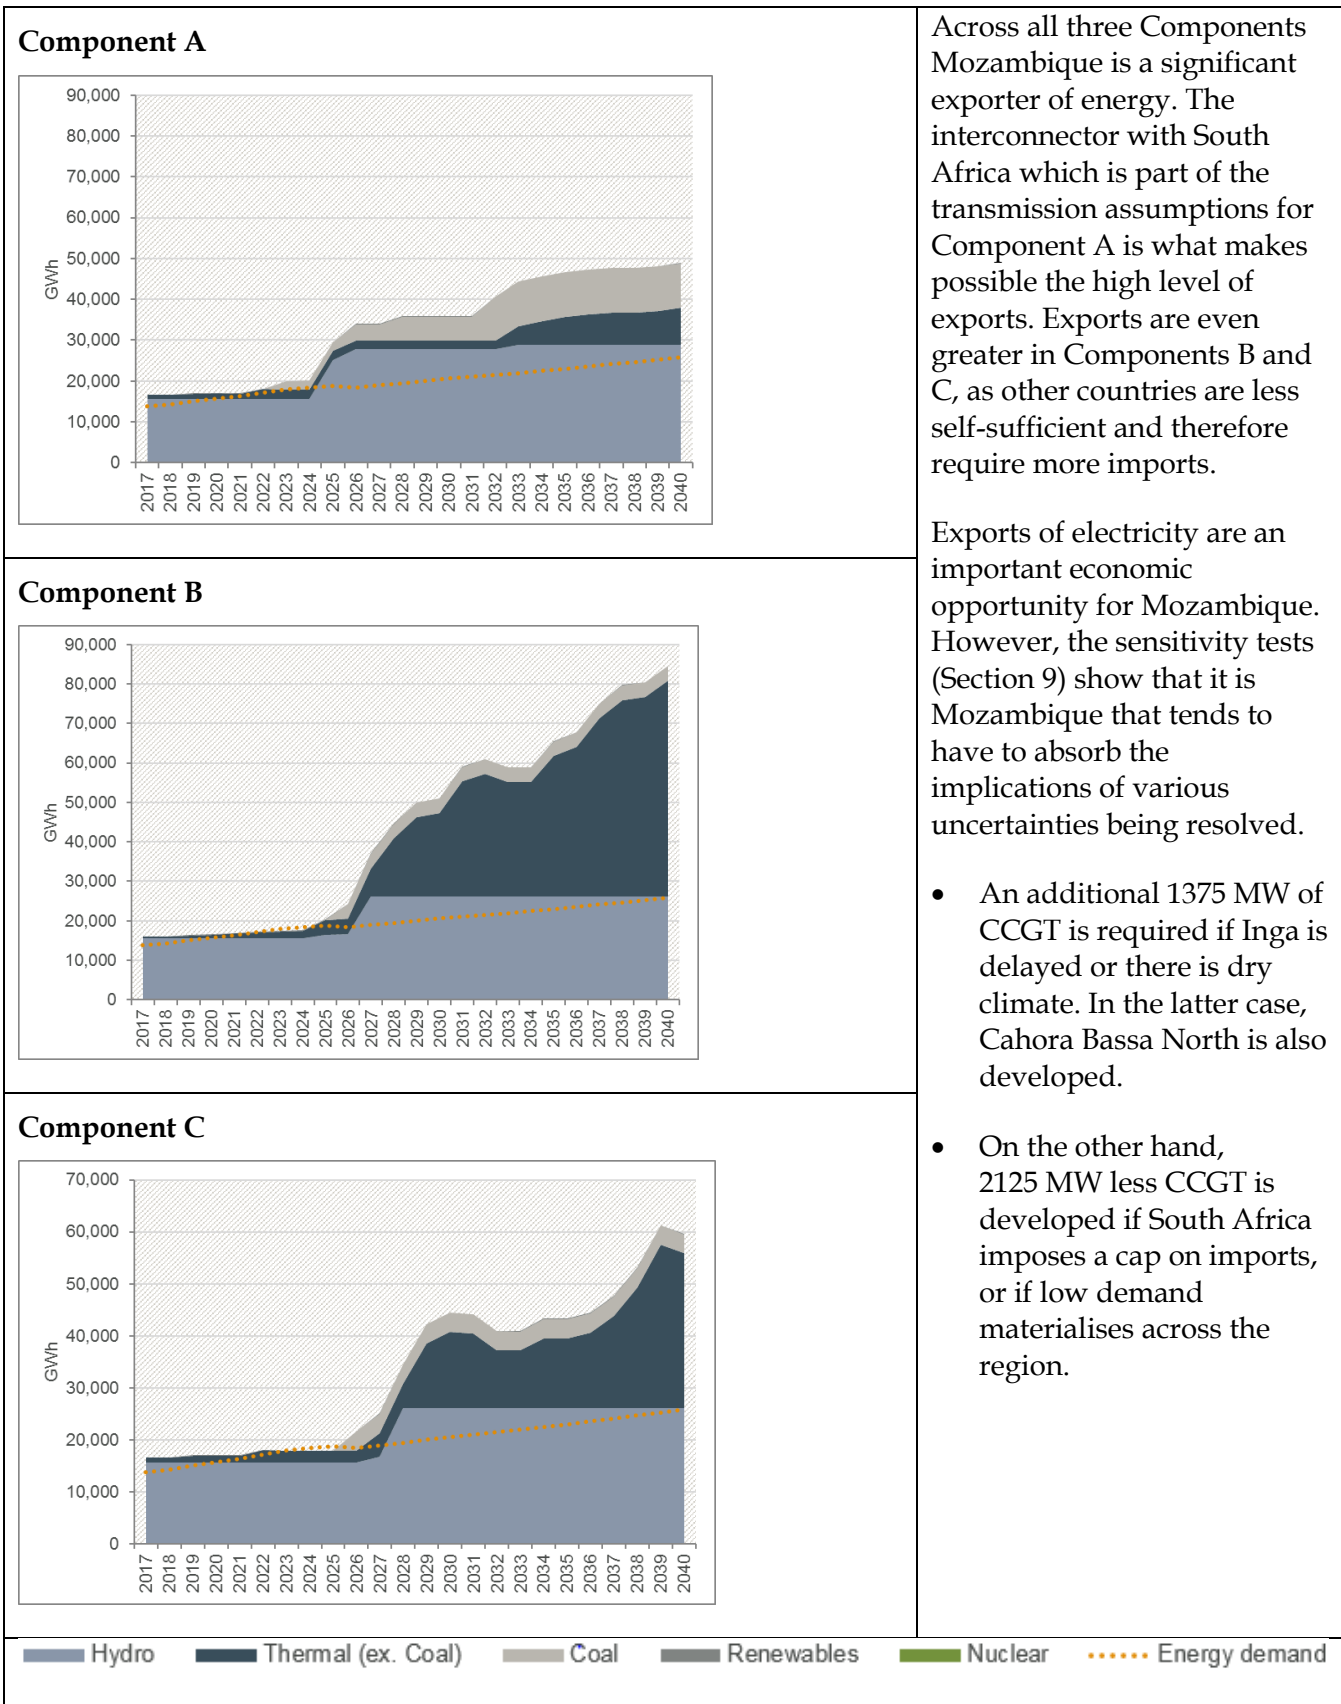 Component A
90,000
80,000
70,000
60,000
50,000
40,000
30,000
20,000
10,000
0
GWh
2017
2018
2019
2020
2021
2022
2023
2024
2025
2026
2027
2028
2029
2030
2031
2032
2033
2034
2035
2036
2037
2038
2039
2040
Component B
90,000
80,000
70,000
60,000
50,000
40,000
30,000
20,000
10,000
0
GWh
2017
2018
2019
2020
2021
2022
2023
2024
2025
2026
2027
2028
2029
2030
2031
2032
2033
2034
2035
2036
2037
2038
2039
2040
Component C
70,000
60,000
50,000
40,000
30,000
20,000
10,000
0
GWh
2017
2018
2019
2020
2021
2022
2023
2024
2025
2026
2027
2028
2029
2030
2031
2032
2033
2034
2035
2036
2037
2038
2039
2040
Across all three Components
Mozambique is a significant
exporter of energy. The
interconnector with South
Africa which is part of the
transmission assumptions for
Component A is what makes
possible the high level of
exports. Exports are even
greater in Components B and
C, as other countries are less
self-sufficient and therefore
require more imports.
Exports of electricity are an
important economic
opportunity for Mozambique.
However, the sensitivity tests
(Section 9) show that it is
Mozambique that tends to
have to absorb the
implications of various
uncertainties being resolved.
• An additional 1375 MW of
CCGT is required if Inga is
delayed or there is dry
climate. In the latter case,
Cahora Bassa North is also
developed.
• On the other hand,
2125 MW less CCGT is
developed if South Africa
imposes a cap on imports,
or if low demand
materialises across the
region.
Hydro Thermal (ex. Coal) Coal Renewables Nuclear Energy demand